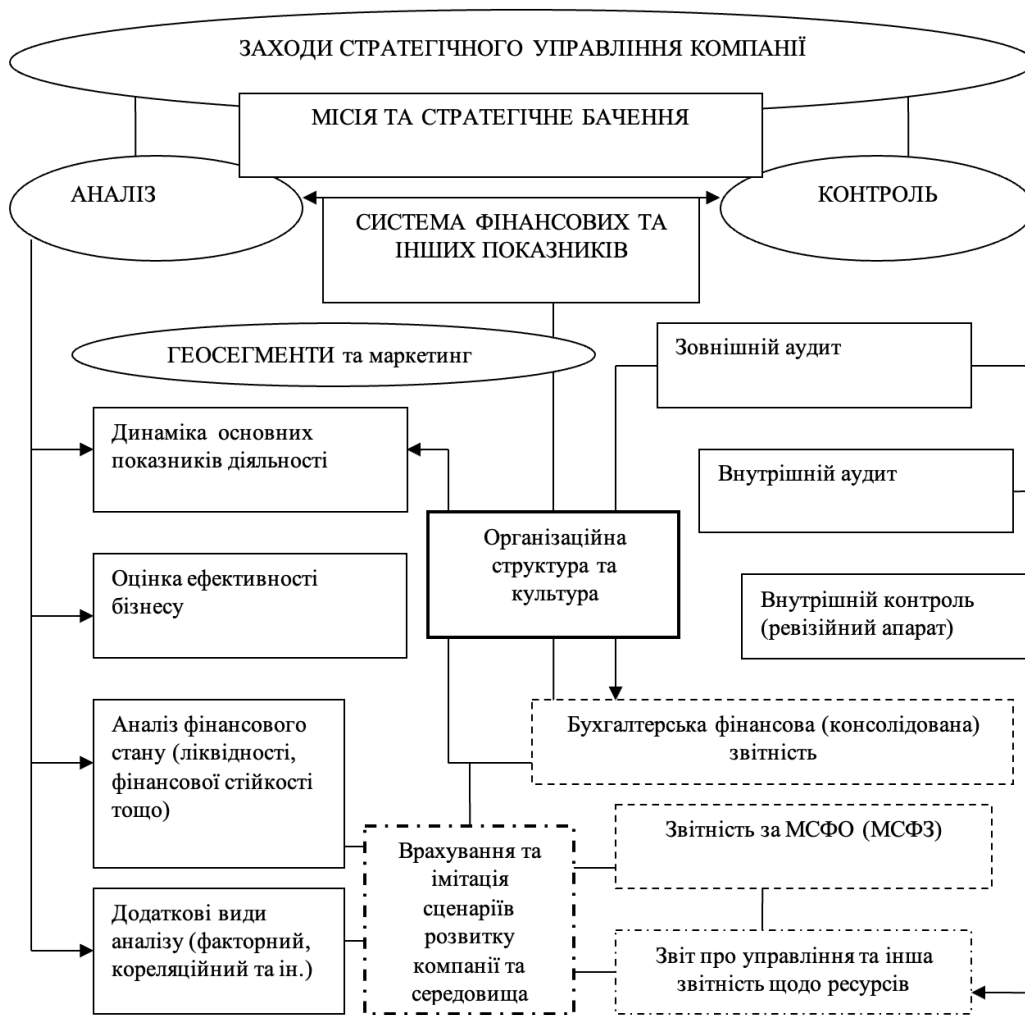 ЗАХОДИ СТРАТЕГІЧНОГО УПРАВЛІННЯ КОМПАНІЇ
МІСІЯ ТА СТРАТЕГІЧНЕ БАЧЕННЯ
АНАЛІЗ
КОНТРОЛЬ
СИСТЕМА ФІНАНСОВИХ ТА
ІНШИХ ПОКАЗНИКІВ
ГЕОСЕГМЕНТИ та маркетинг
Зовнішній аудит
Динаміка основних
показників діяльності
Внутрішній аудит
Організаційна
структура та
культура
Оцінка ефективності
бізнесу
Внутрішній контроль
(ревізійний апарат)
Аналіз фінансового
стану (ліквідності,
фінансової стійкості
тощо)
Бухгалтерська фінансова (консолідована)
звітність
Звітність за МСФО (МСФЗ)
Врахування та
імітація
сценаріїв
розвитку
компанії та
середовища
Додаткові види
аналізу (факторний,
кореляційний та ін.)
Звіт про управління та інша
звітність щодо ресурсів